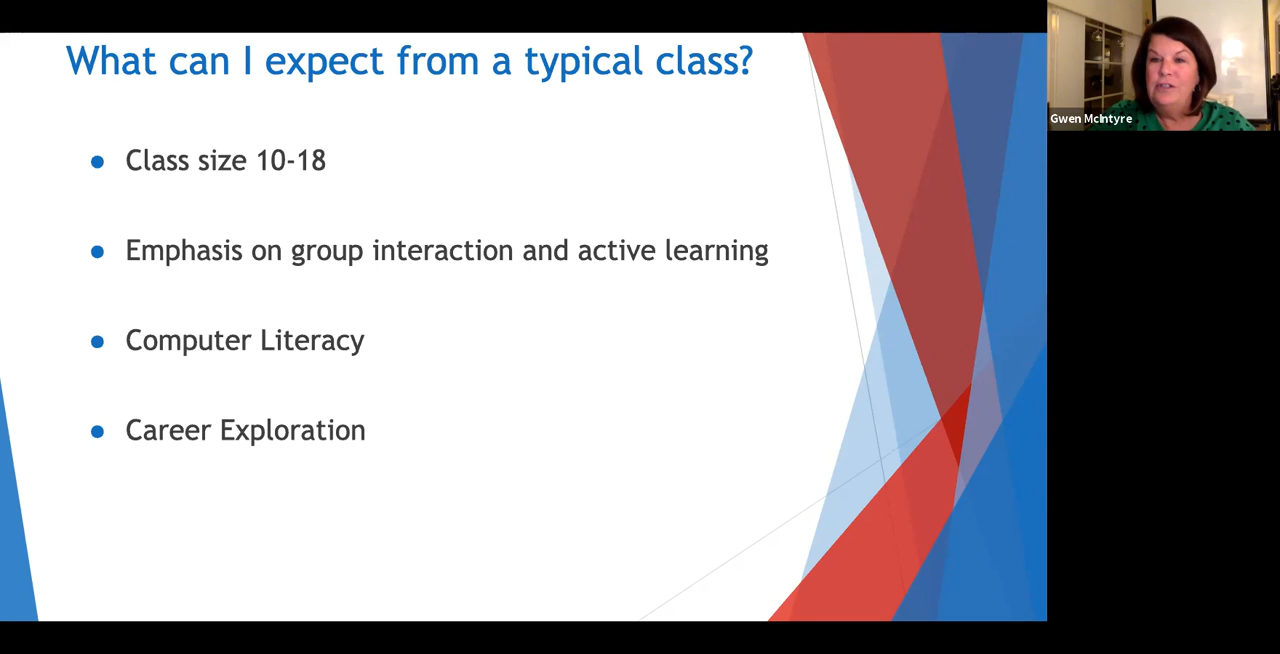 What can I expect from a typical class?
Gwen McIntyre
● Class size 10-18
● Emphasis on group interaction and active learning
● Computer Literacy
● Career Exploration